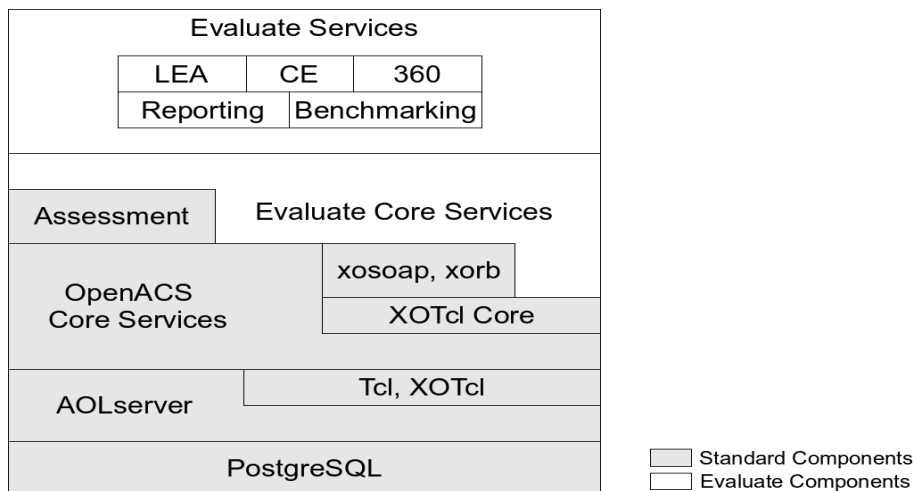 Evaluate Services
LEA CE 360
Reporting Benchmarking
Assessment
Evaluate Core Services
xosoap, xorb
OpenACS
Core Services
XOTcl Core
Tcl, XOTcl
AOLserver
PostgreSQL
Standard Components
Evaluate Components